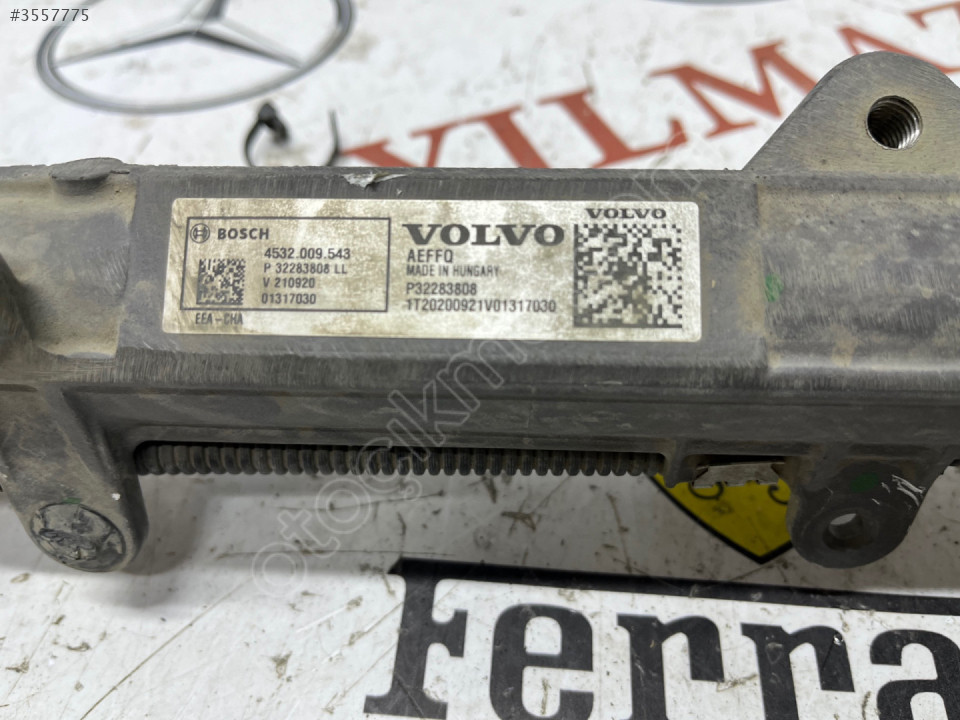 #3557775
YILMAZ
BOSCH
4532.009.543
P 32283808 LL
V 210920
01317030
EEA-CHA
VOLVO
AEFFQ
MADE IN HUNGARY
P32283808
1T20200921V01317030
VOLVO
otocikma
Ferra